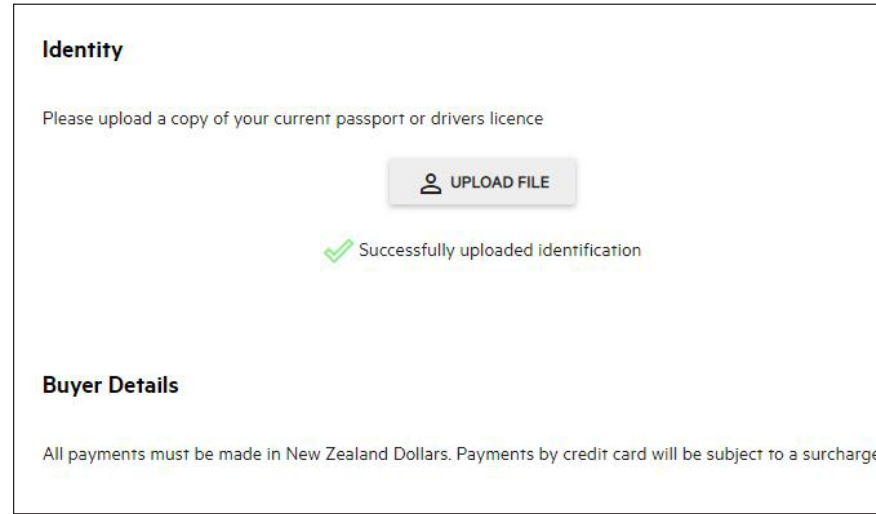 Identity
Please upload a copy of your current passport or drivers licence
UPLOAD FILE
Successfully uploaded identification
Buyer Details
All payments must be made in New Zealand Dollars. Payments by credit card will be subject to a surcharge